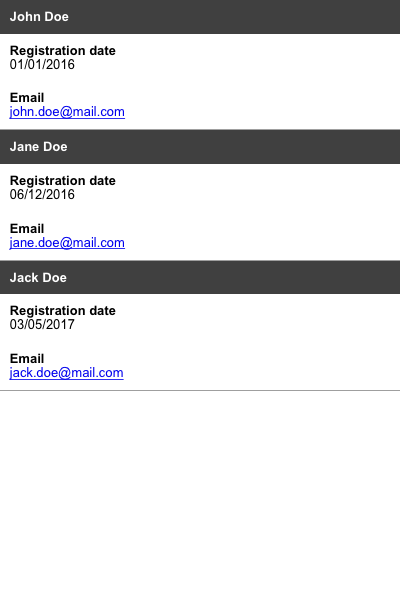 John Doe
Registration date
01/01/2016
Email
john.doe@mail.com
Jane Doe
Registration date
06/12/2016
Email
jane.doe@mail.com
Jack Doe
Registration date
03/05/2017
Email
jack.doe@mail.com